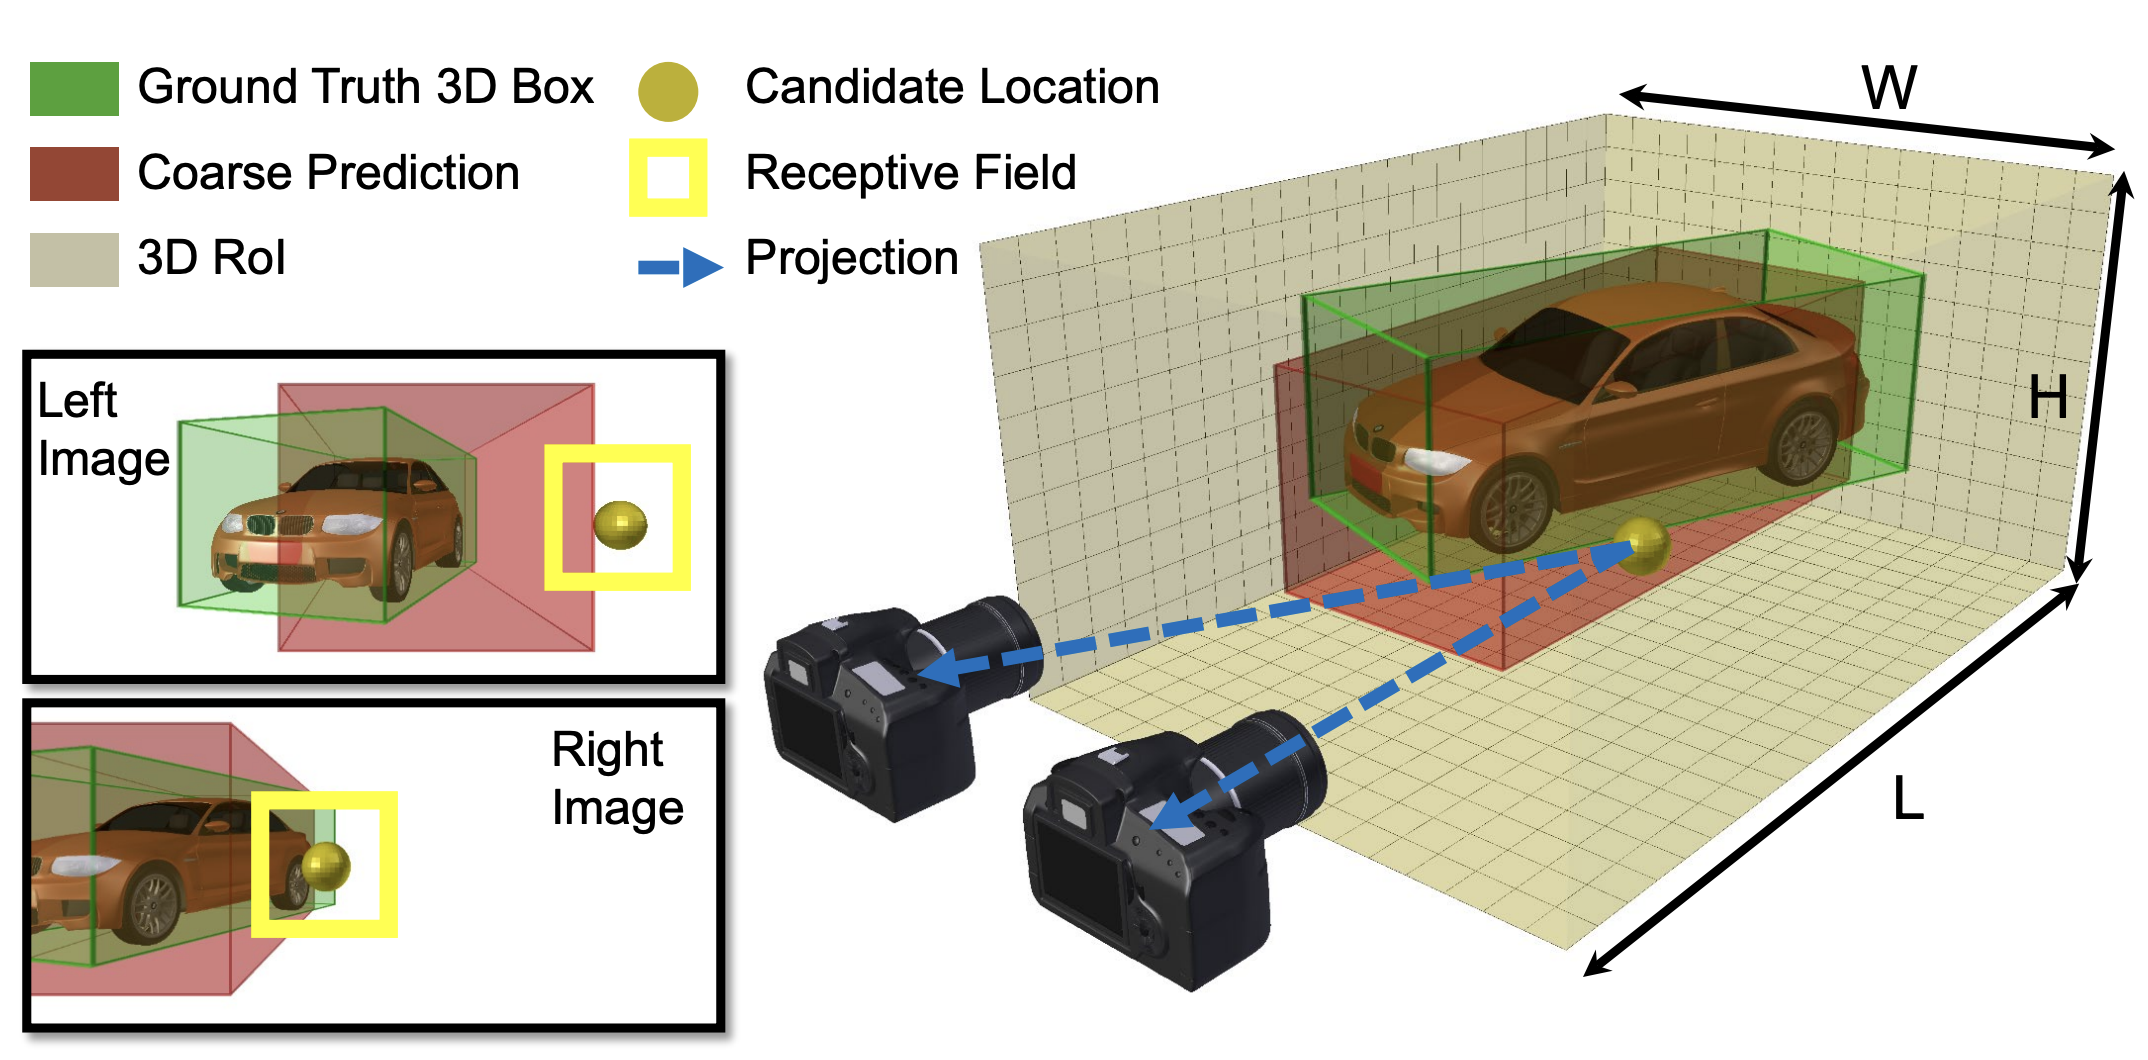 Ground Truth 3D Box
Candidate Location
Coarse Prediction
Receptive Field
3D RoI
Projection
W
H
L
Left
Image
Right
Image